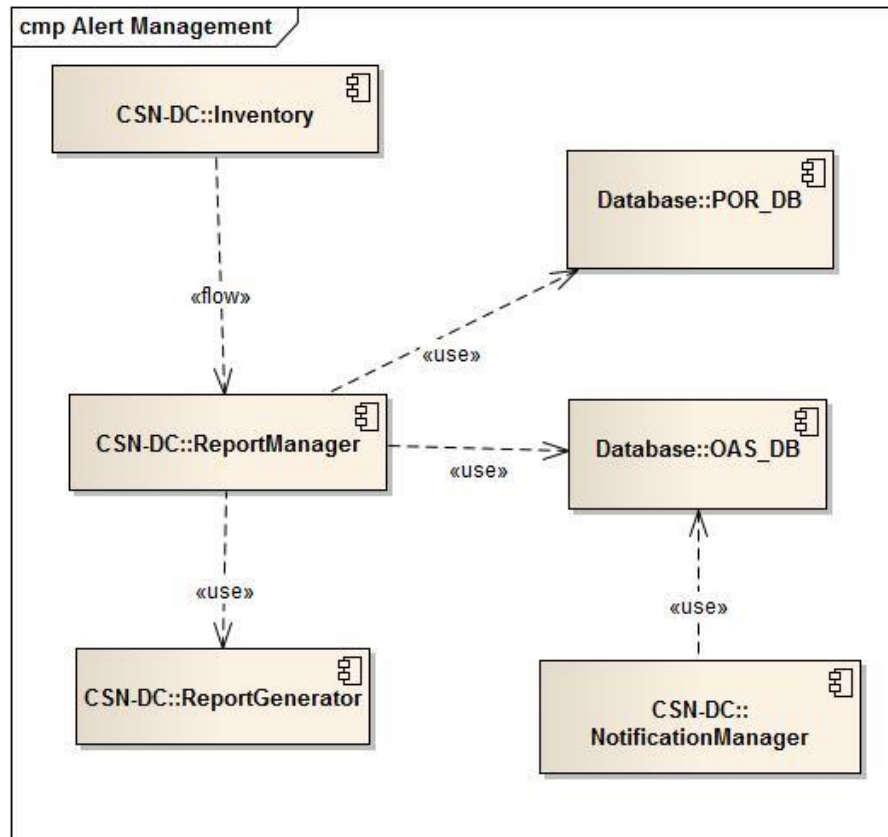 cmp Alert Management
CSN-DC::Inventory
Database::POR_DB
«flow»
«use»
CSN-DC::ReportManager
Database::OAS_DB
«use»
«use»
«use»
CSN-DC::ReportGenerator
CSN-DC::
NotificationManager